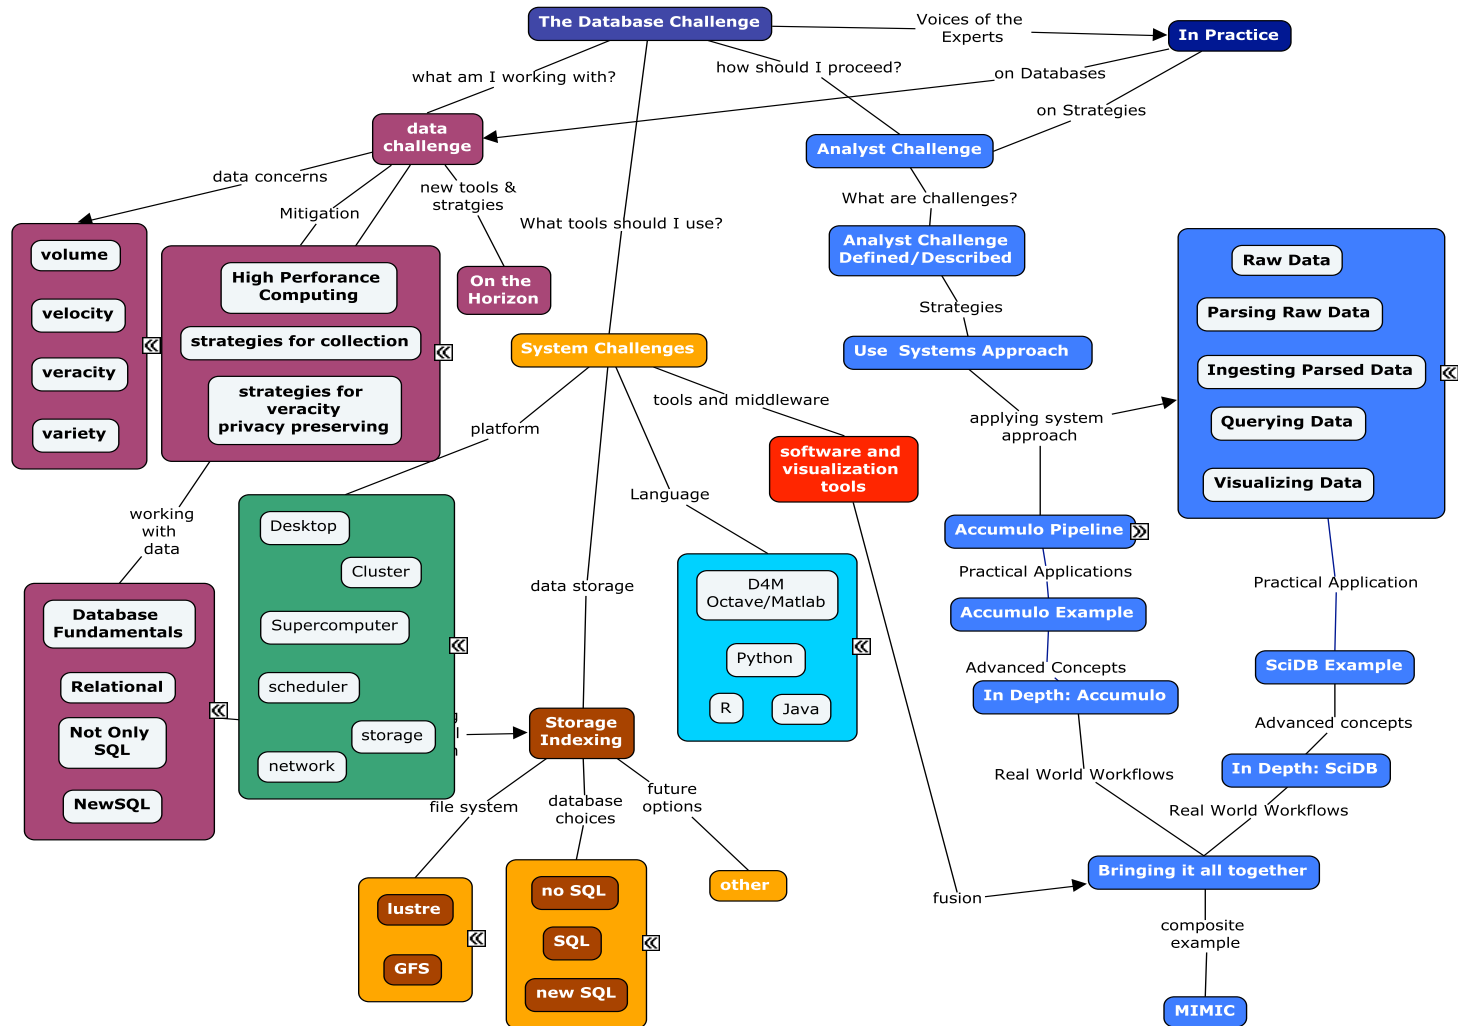 The Database Challenge
Voices of the
Experts
In Practice
what am I working with?
how should I proceed?
on Databases
on Strategies
data
challenge
Analyst Challenge
data concerns
new tools &
stratgies
Mitigation
What are challenges?
What tools should I use?
volume
velocity
veracity
variety
High Perforance
Computing
strategies for collection
strategies for
veracity
privacy preserving
On the
Horizon
Analyst Challenge
Defined/Described
Strategies
Use  Systems Approach
System Challenges
Raw Data
Parsing Raw Data
Ingesting Parsed Data
Querying Data
Visualizing Data
tools and middleware
applying system
approach
platform
software and
visualization
tools
Language
working
with
data
Desktop
Cluster
Supercomputer
scheduler
storage
network
Accumulo Pipeline
Practical Applications
Practical Application
data storage
D4M
Octave/Matlab
Python
R
Java
Database
Fundamentals
Relational
Not Only
SQL
NewSQL
Accumulo Example
Advanced Concepts
In Depth: Accumulo
SciDB Example
Advanced concepts
In Depth: SciDB
Storage
Indexing
Real World Workflows
Real World Workflows
file system
database
choices
future
options
lustre
GFS
no SQL
SQL
new SQL
other
fusion
Bringing it all together
composite
example
MIMIC